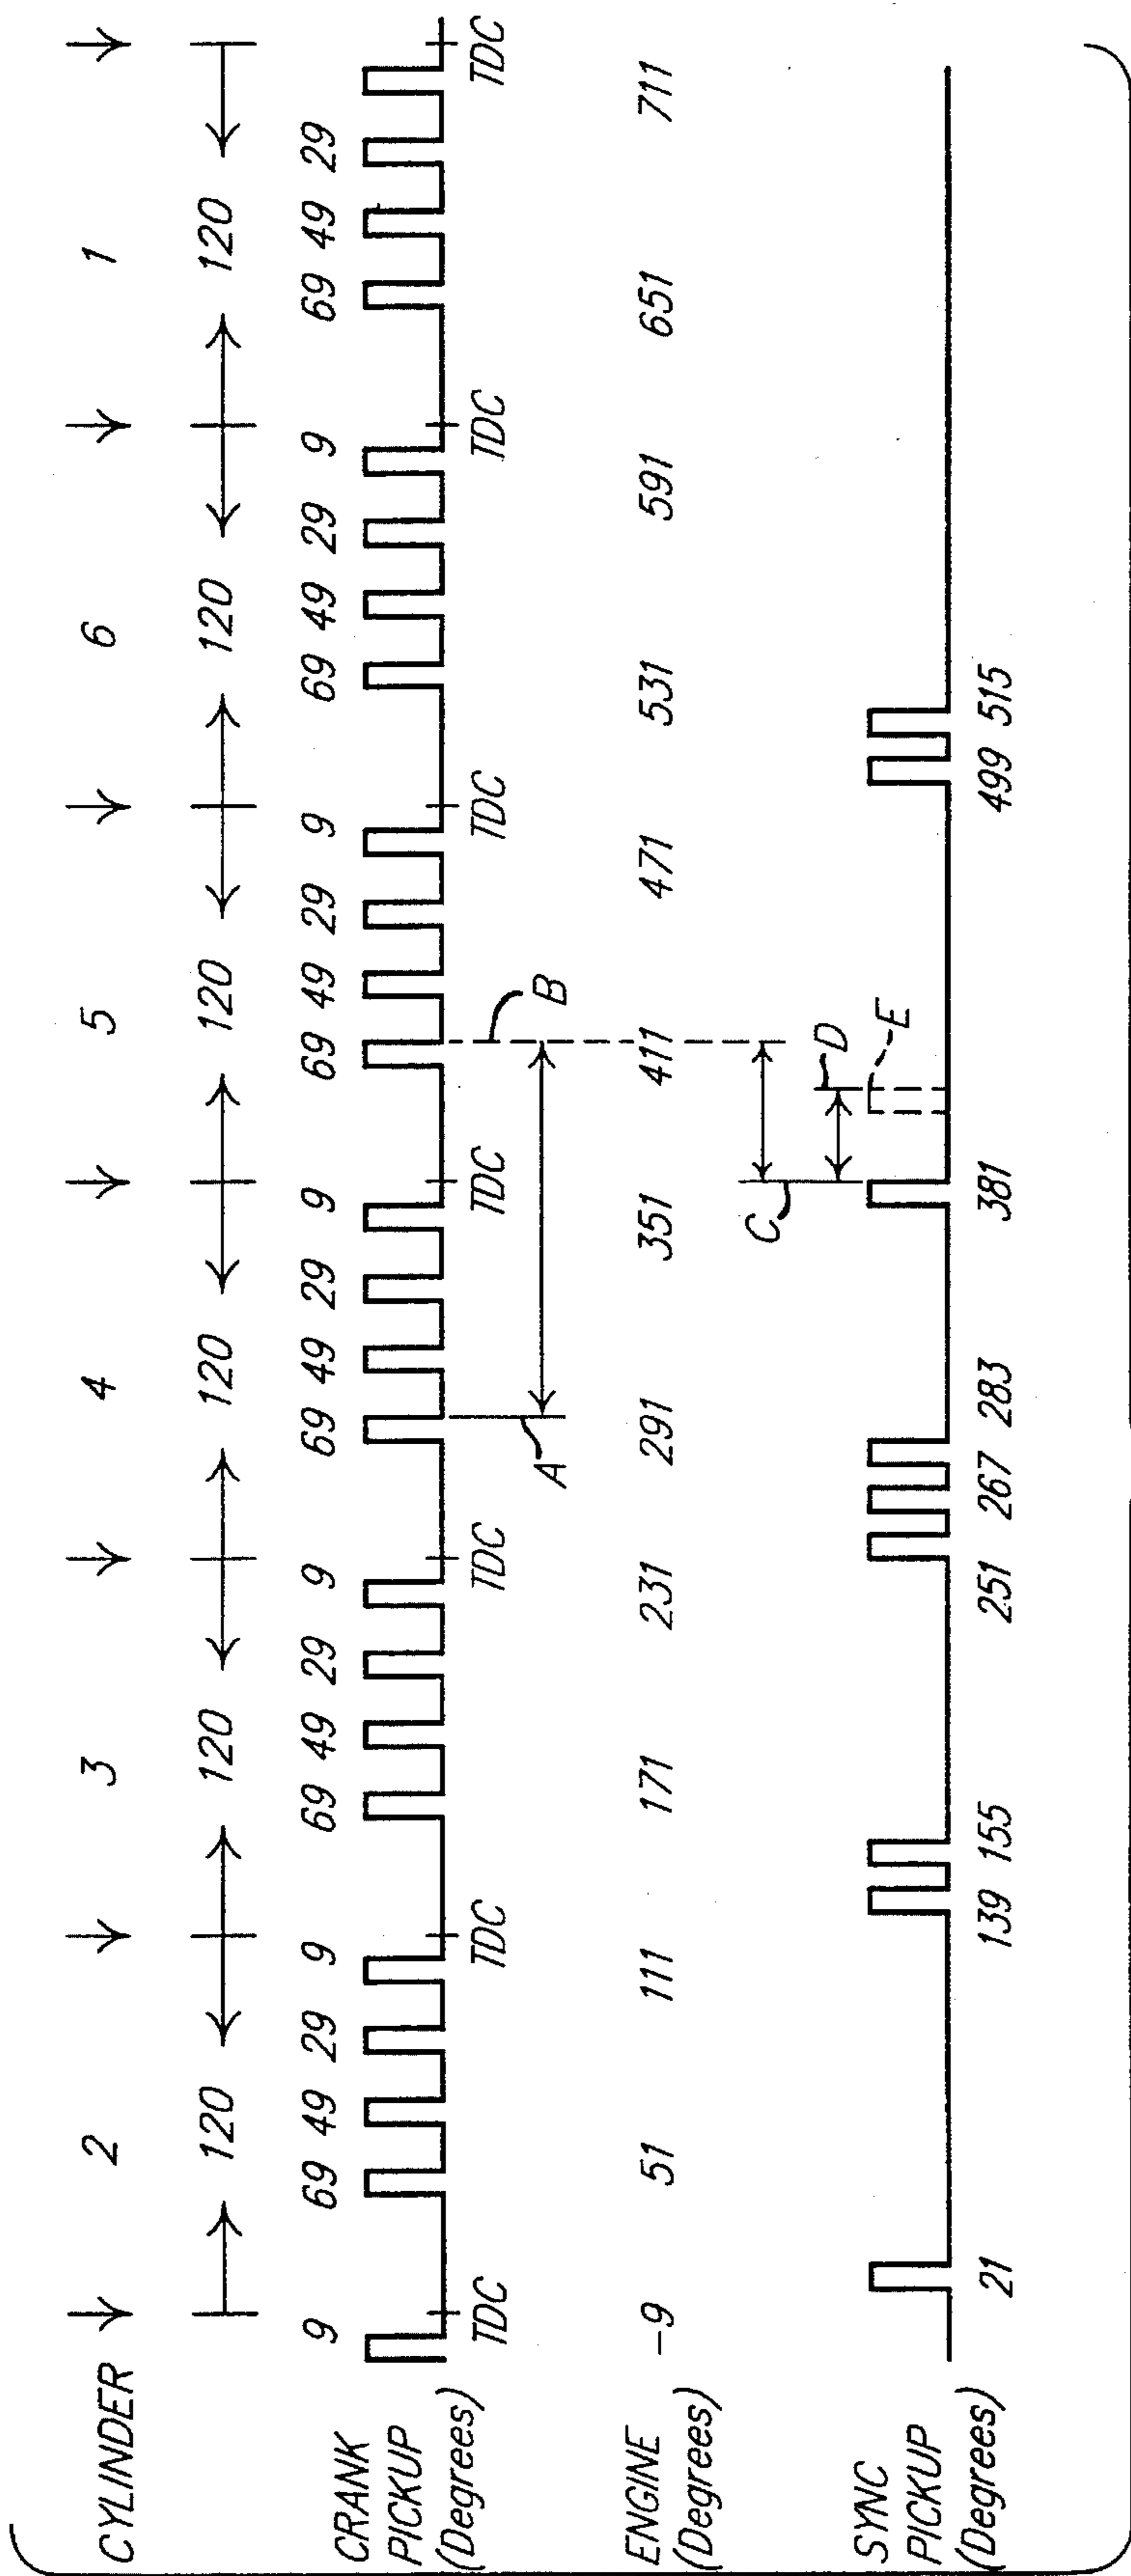 CYLINDER 2 3 4 5 6 1
120 120 120 120 120 120
CRANK PICKUP (Degrees)
9 69 49 29 9 69 49 29 9 69 49 29 9 69 49 29 9 69 49 29 9 69 49 29
TDC TDC TDC TDC TDC TDC TDC
A B
ENGINE (Degrees)
-9 51 111 171 231 291 351 411 471 531 591 651 711
C D E
SYNC PICKUP (Degrees)
21 139 155 251 267 283 381 499 515